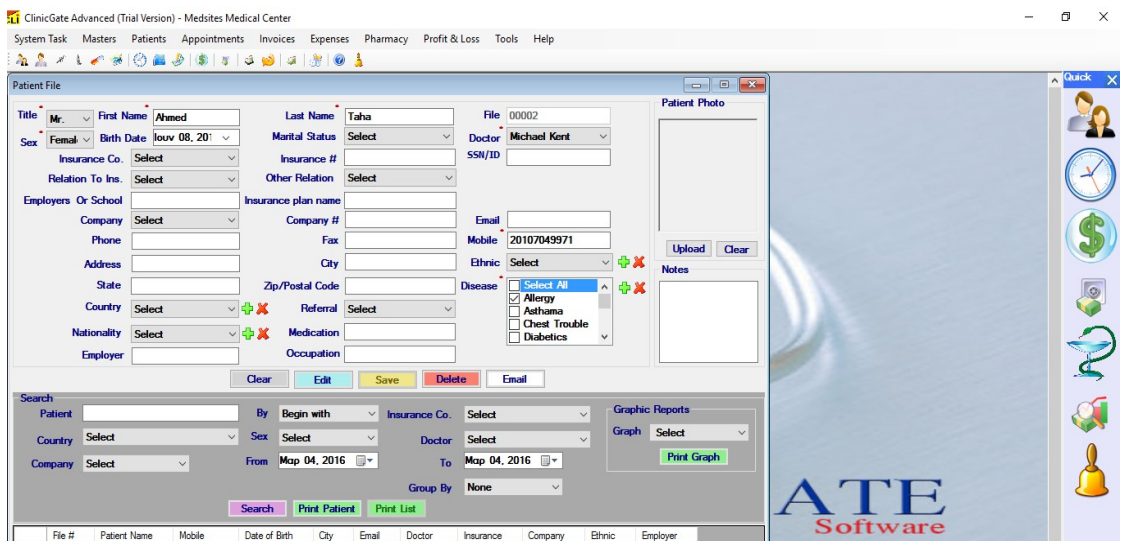 ClinicGate Advanced (Trial Version) - Medsites Medical Center
System Task Masters Patients Appointments Invoices Expenses Pharmacy Profit & Loss Tools Help
Patient File
Quick
Title Mr. First Name Ahmed Last Name Taha File 00002 Patient Photo
Sex Femal Birth Date Ιουν 08, 201 Marital Status Select Doctor Michael Kent
Insurance Co. Select Insurance # SSN/ID
Relation To Ins. Select Other Relation Select
Employers Or School Insurance plan name
Company Select Company # Email
Phone Fax Mobile 20107049971 Upload Clear
Address City Ethnic Select Notes
State Zip/Postal Code Disease Select All
Allergy
Country Select Referral Select Asthama
Chest Trouble
Nationality Select Medication Diabetics
Employer Occupation
Clear Edit Save Delete Email
Search
Patient By Begin with Insurance Co. Select Graphic Reports
Country Select Sex Select Doctor Select Graph Select
Company Select From Μαρ 04, 2016 To Μαρ 04, 2016 Print Graph
Group By None
Search Print Patient Print List
ATE
Software
File # Patient Name Mobile Date of Birth City Email Doctor Insurance Company Ethnic Employer